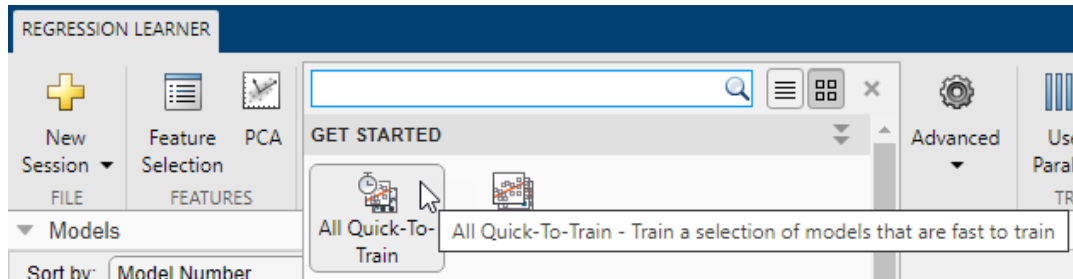 REGRESSION LEARNER
New
Session
Feature
Selection
PCA
GET STARTED
Advanced
FILE
FEATURES
Models
All Quick-To-
Train
All Quick-To-Train - Train a selection of models that are fast to train
Sort by:
Model Number